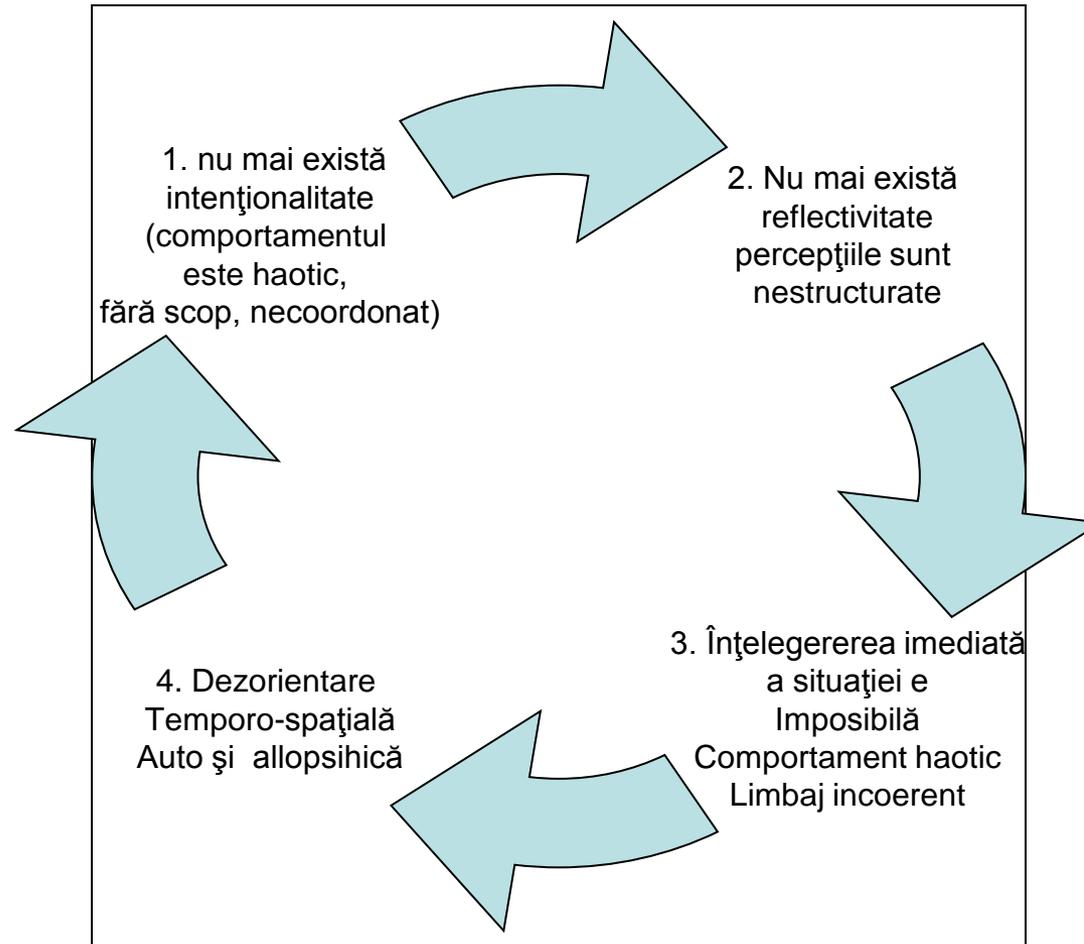 1. nu mai există
intenţionalitate
(comportamentul
este haotic,
fără scop, necoordonat)
2. Nu mai există
reflectivitate
percepţiile sunt
nestructurate
3. Înţelegererea imediată
a situaţiei e
Imposibilă
Comportament haotic
Limbaj incoerent
4. Dezorientare
Temporo-spaţială
Auto şi  allopsihică